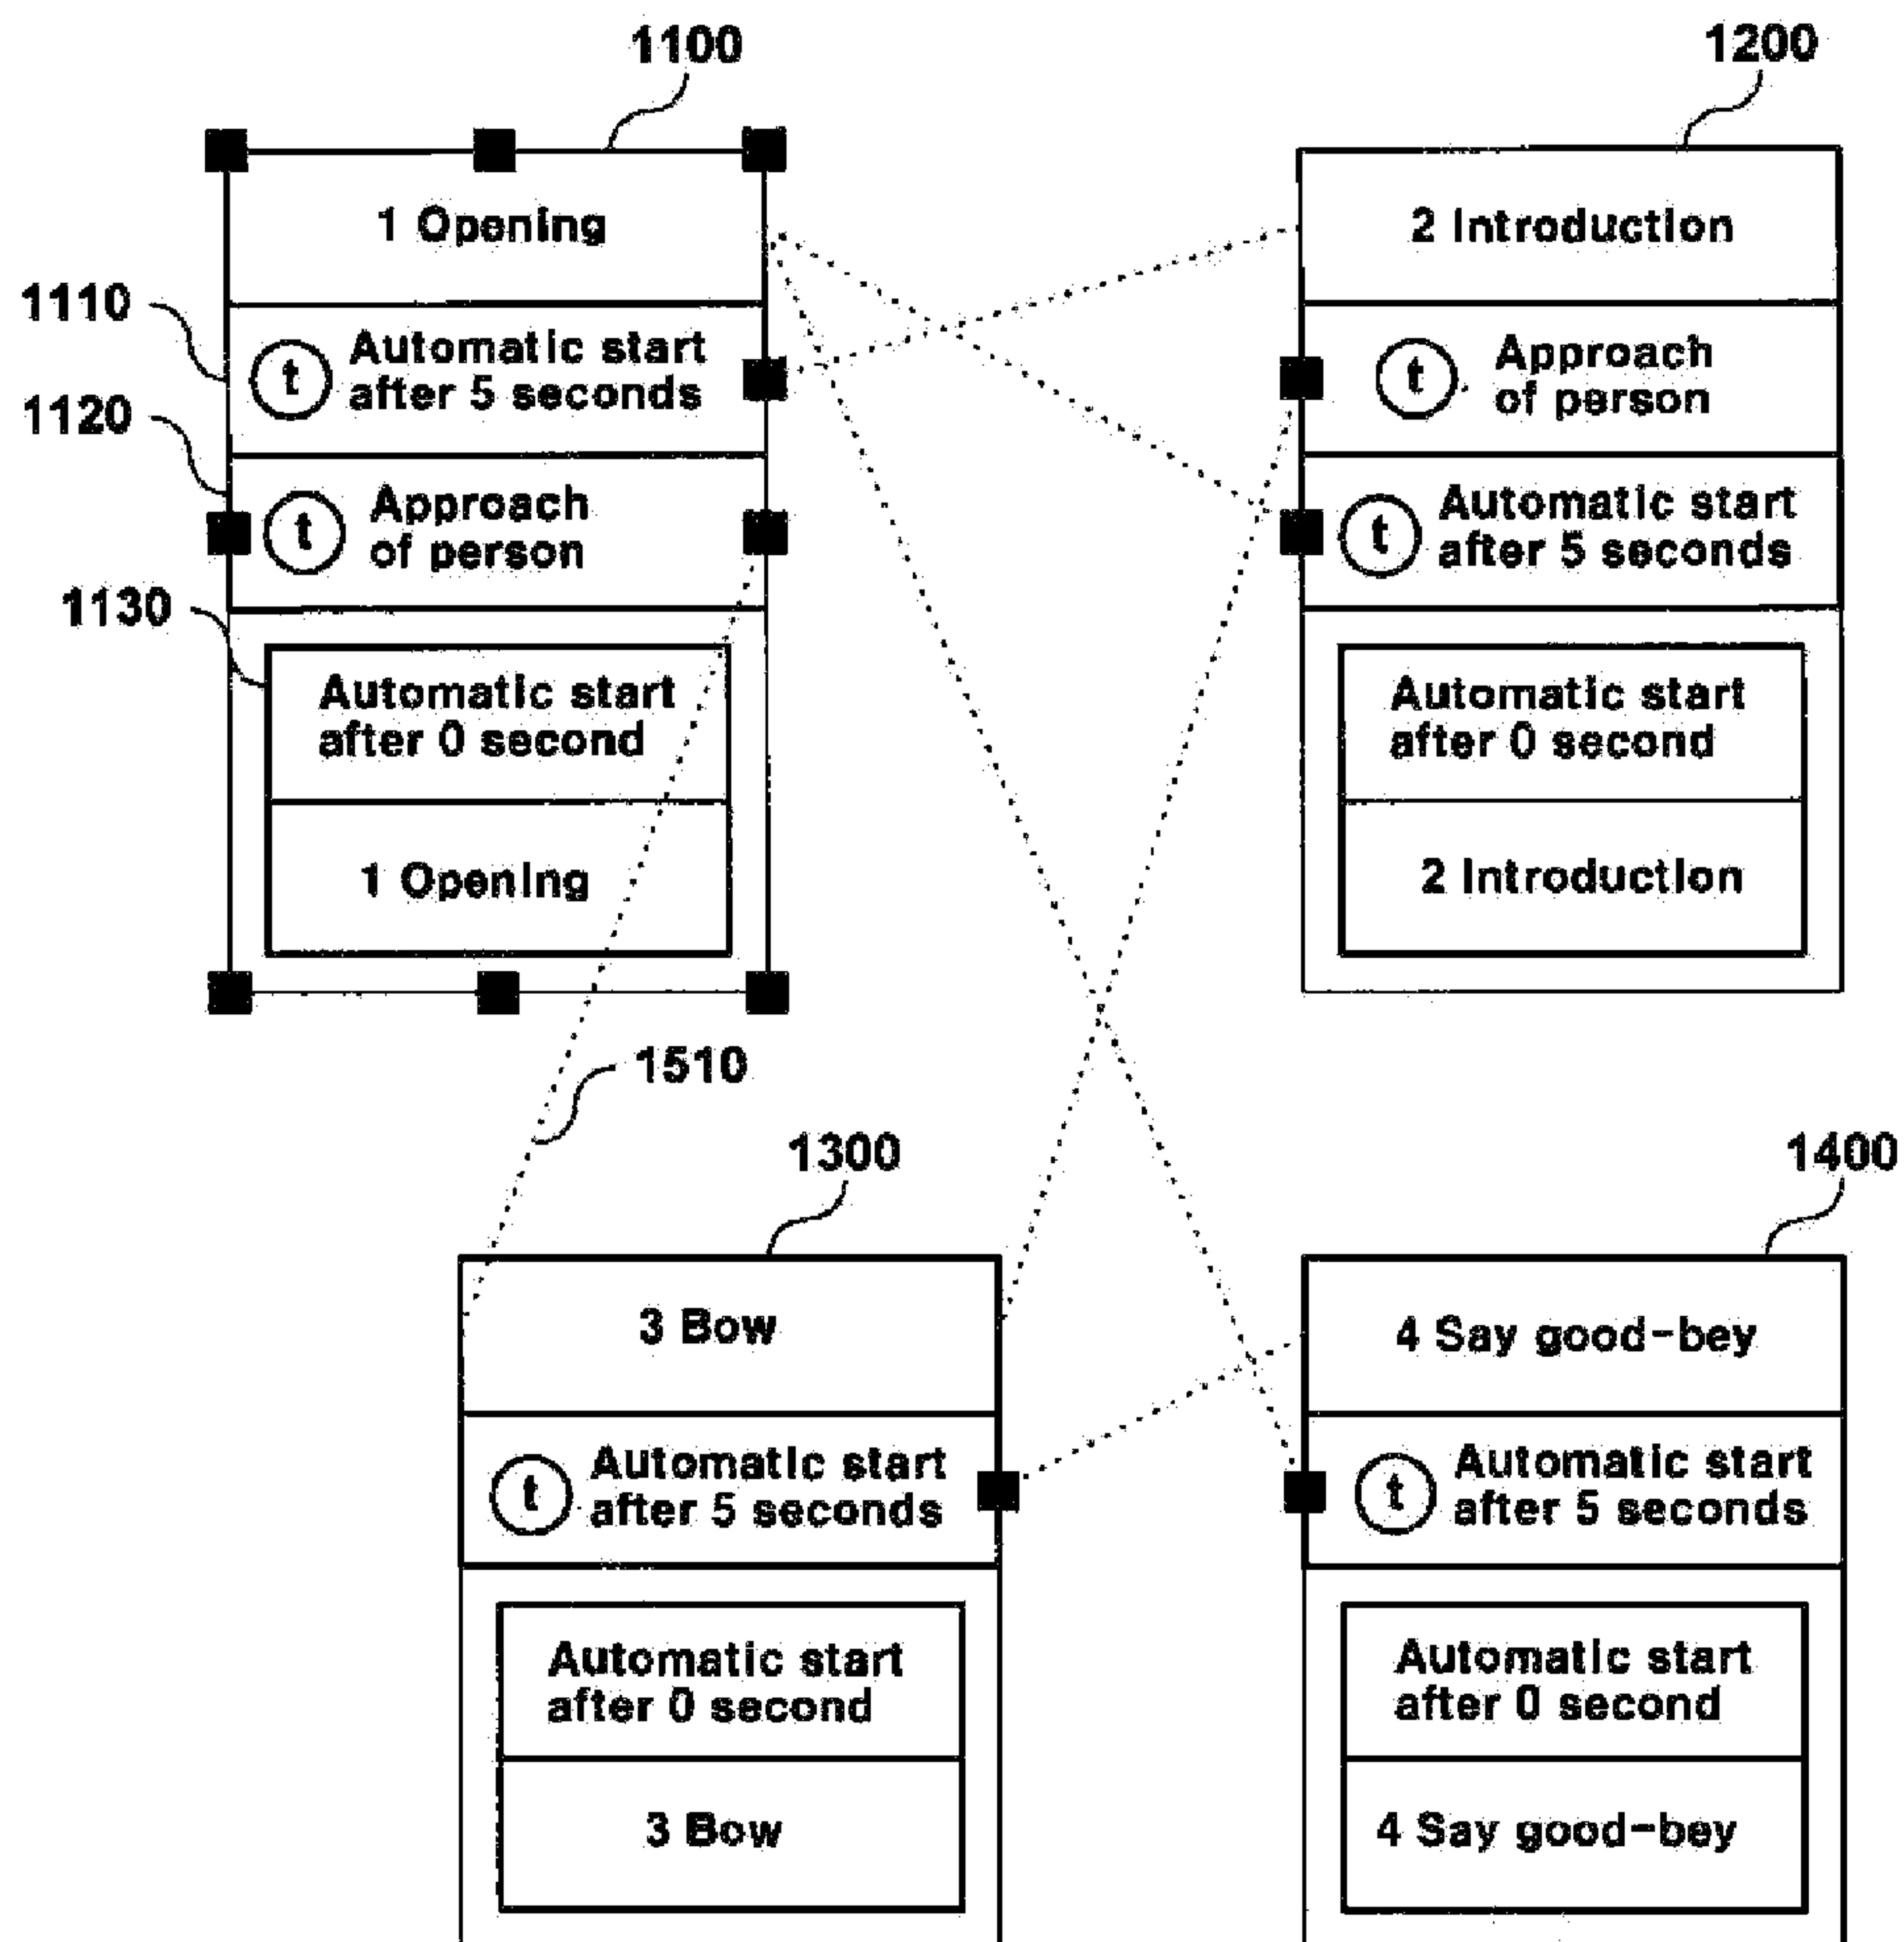 1100
1200
1 Opening
2 Introduction
1110
t Automatic start
after 5 seconds
t Approach
of person
1120
t Approach
of person
t Automatic start
after 5 seconds
1130
Automatic start
after 0 second
Automatic start
after 0 second
1 Opening
2 Introduction
1510
1300
1400
3 Bow
4 Say good-bey
t Automatic start
after 5 seconds
t Automatic start
after 5 seconds
Automatic start
after 0 second
Automatic start
after 0 second
3 Bow
4 Say good-bey